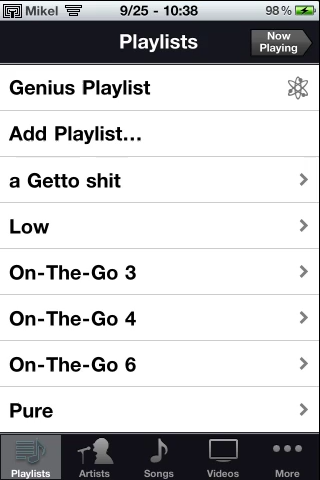 Mikel 9/25 - 10:38 98%
Playlists
Now
Playing
Genius Playlist
Add Playlist...
a Getto shit
Low
On-The-Go 3
On-The-Go 4
On-The-Go 6
Pure
Playlists Artists Songs Videos More